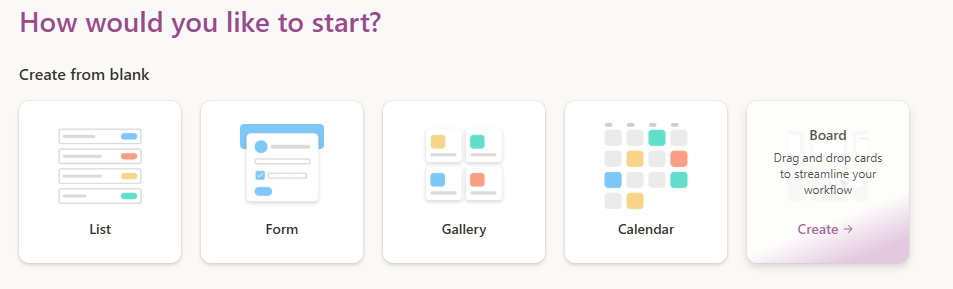 How would you like to start?
Create from blank
List
Form
Gallery
Calendar
Board
Drag and drop cards
to streamline your
workflow
Create →